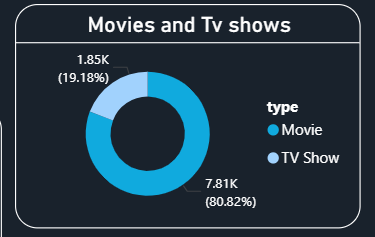 Movies and Tv shows
1.85K
(19.18%)
type
Movie
TV Show
7.81K
(80.82%)